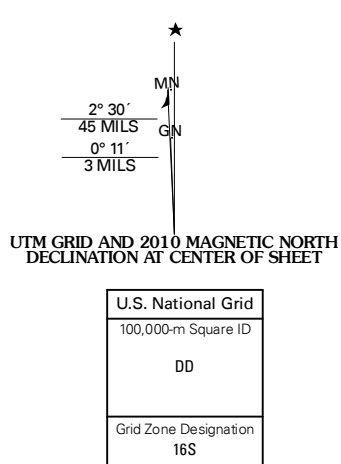 MN
2° 30´
45 MILS
GN
0° 11´
3 MILS
UTM GRID AND 2010 MAGNETIC NORTH
DECLINATION AT CENTER OF SHEET
U.S. National Grid
100,000-m Square ID
DD
Grid Zone Designation
16S